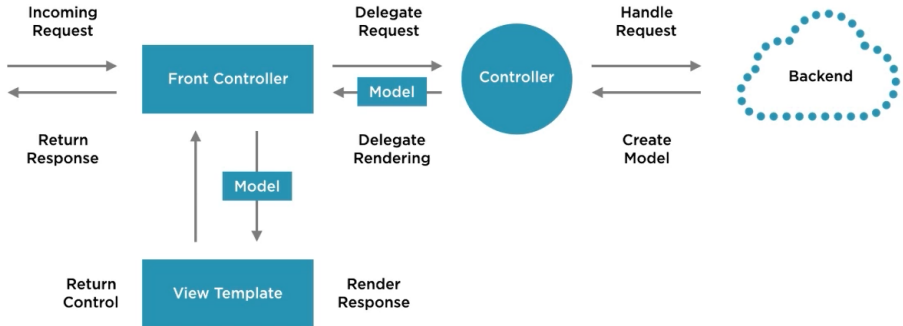 Incoming
Request
Delegate
Request
Handle
Request
Front Controller
Model
Controller
Backend
Return
Response
Delegate
Rendering
Create
Model
Model
Return
Control
View Template
Render
Response